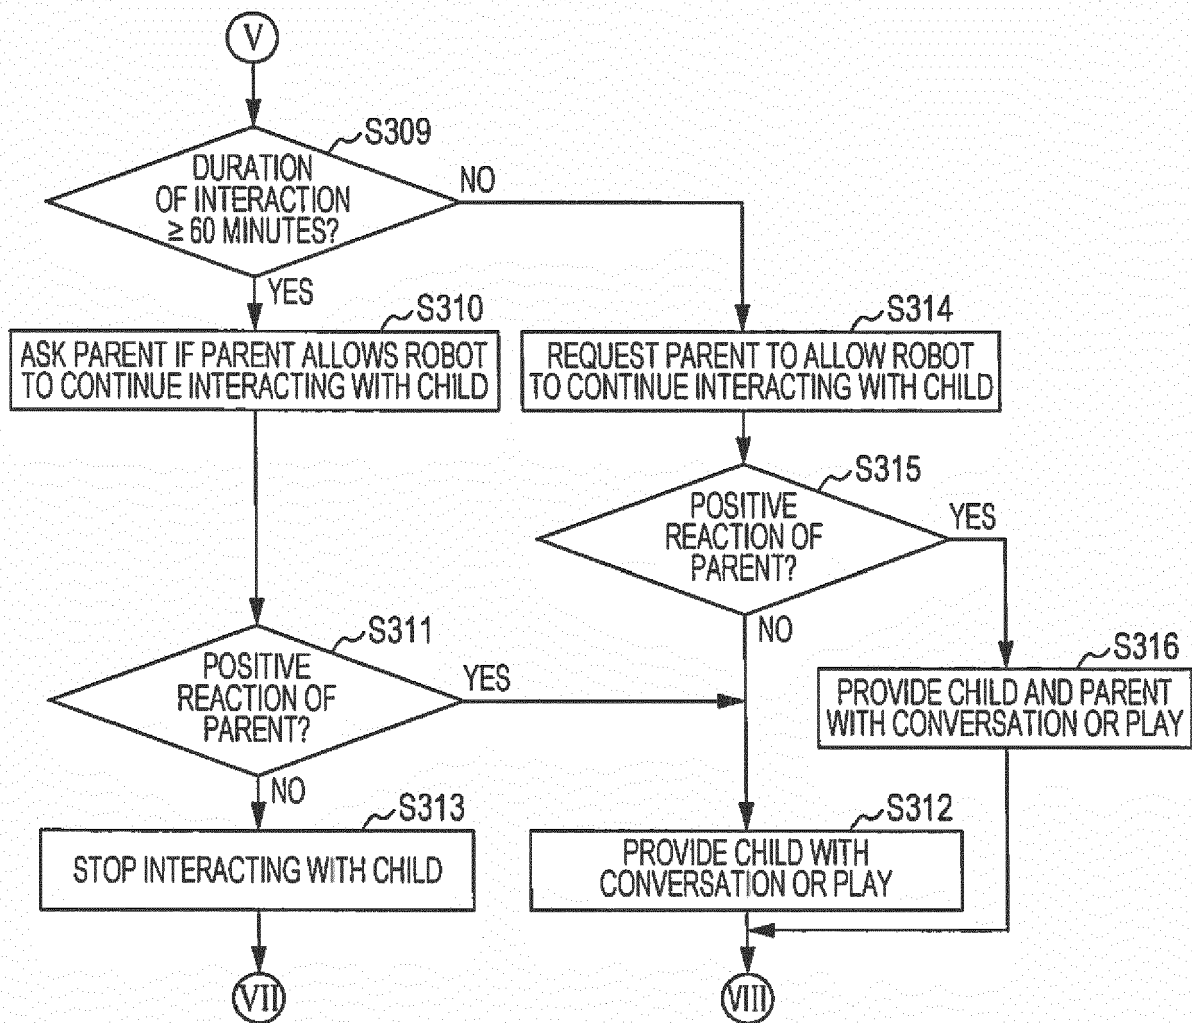 V
S309
DURATION
OF INTERACTION
≥ 60 MINUTES?
NO
YES
S310
ASK PARENT IF PARENT ALLOWS ROBOT
TO CONTINUE INTERACTING WITH CHILD
S314
REQUEST PARENT TO ALLOW ROBOT
TO CONTINUE INTERACTING WITH CHILD
S315
POSITIVE
REACTION OF
PARENT?
YES
NO
S311
POSITIVE
REACTION OF
PARENT?
YES
NO
S316
PROVIDE CHILD AND PARENT
WITH CONVERSATION OR PLAY
S313
STOP INTERACTING WITH CHILD
S312
PROVIDE CHILD WITH
CONVERSATION OR PLAY
VII
VIII